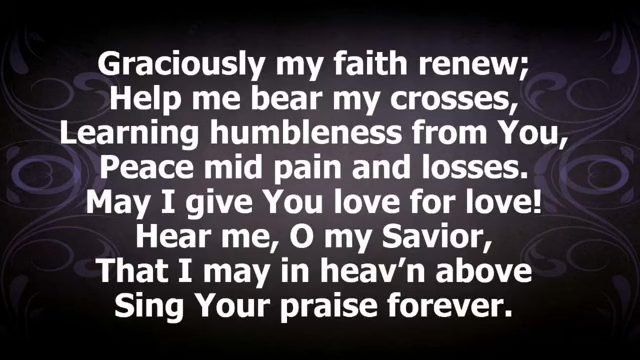 Graciously my faith renew;
Help me bear my crosses,
Learning humbleness from You,
Peace mid pain and losses.
May I give You love for love!
Hear me, O my Savior,
That I may in heav’n above
Sing Your praise forever.